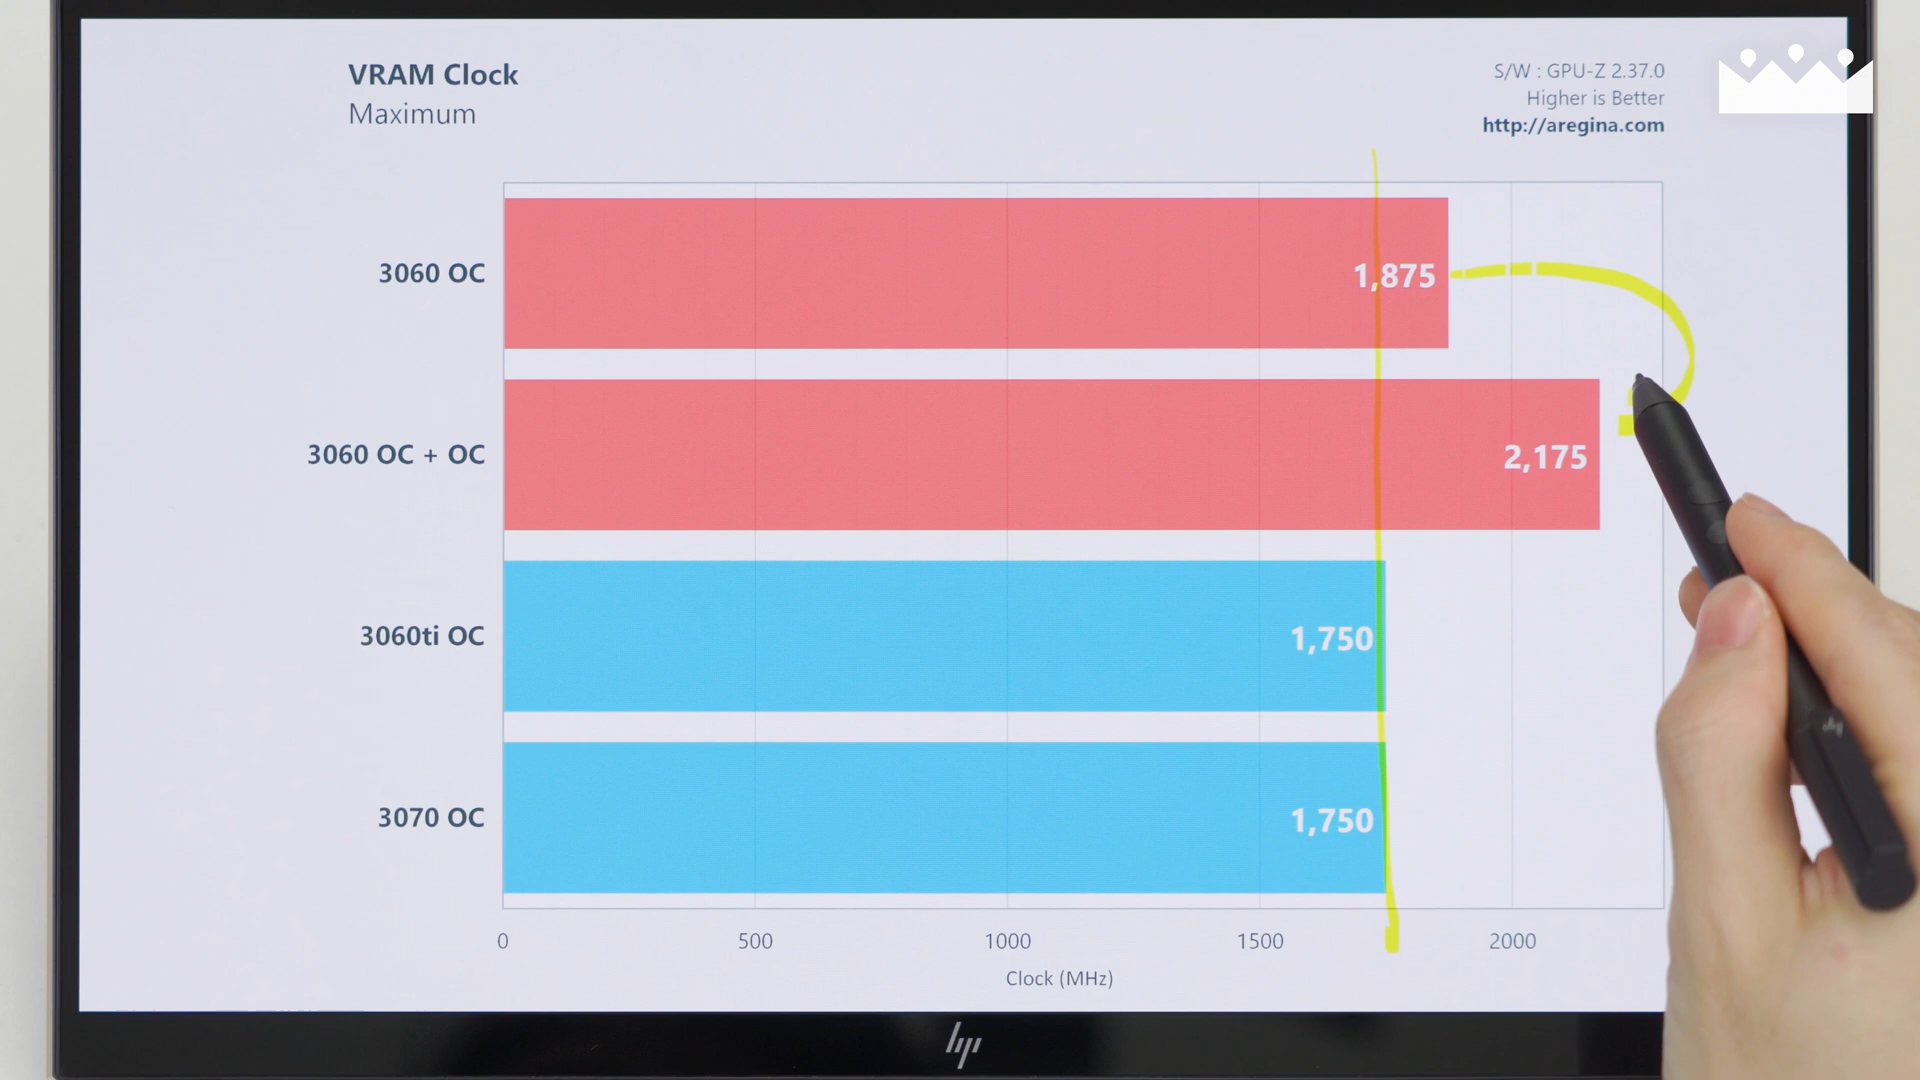 VRAM Clock
Maximum
S/W : GPU-Z 2.37.0
Higher is Better
http://aregina.com
3060 OC
1,875
3060 OC + OC
2,175
3060ti OC
1,750
3070 OC
1,750
0
500
1000
1500
2000
Clock (MHz)
hp